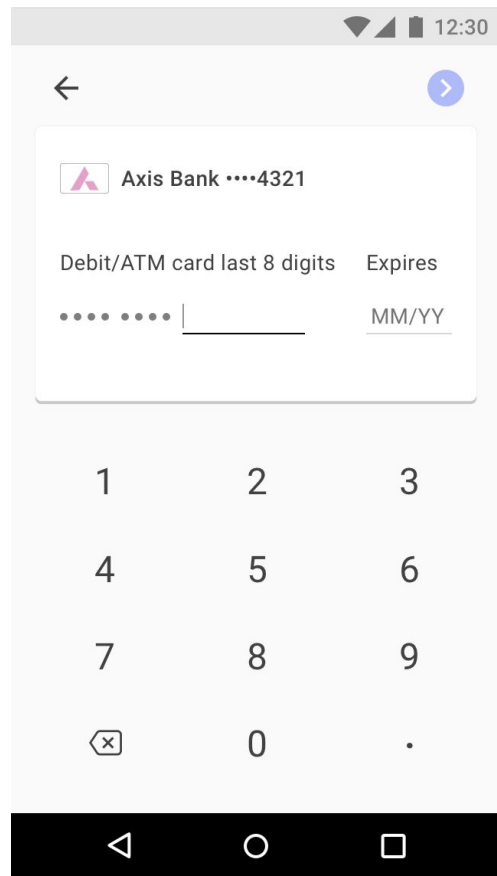 12:30
Axis Bank ••••4321
Debit/ATM card last 8 digits Expires
•••• •••• MM/YY
1 2 3
4 5 6
7 8 9
0 .